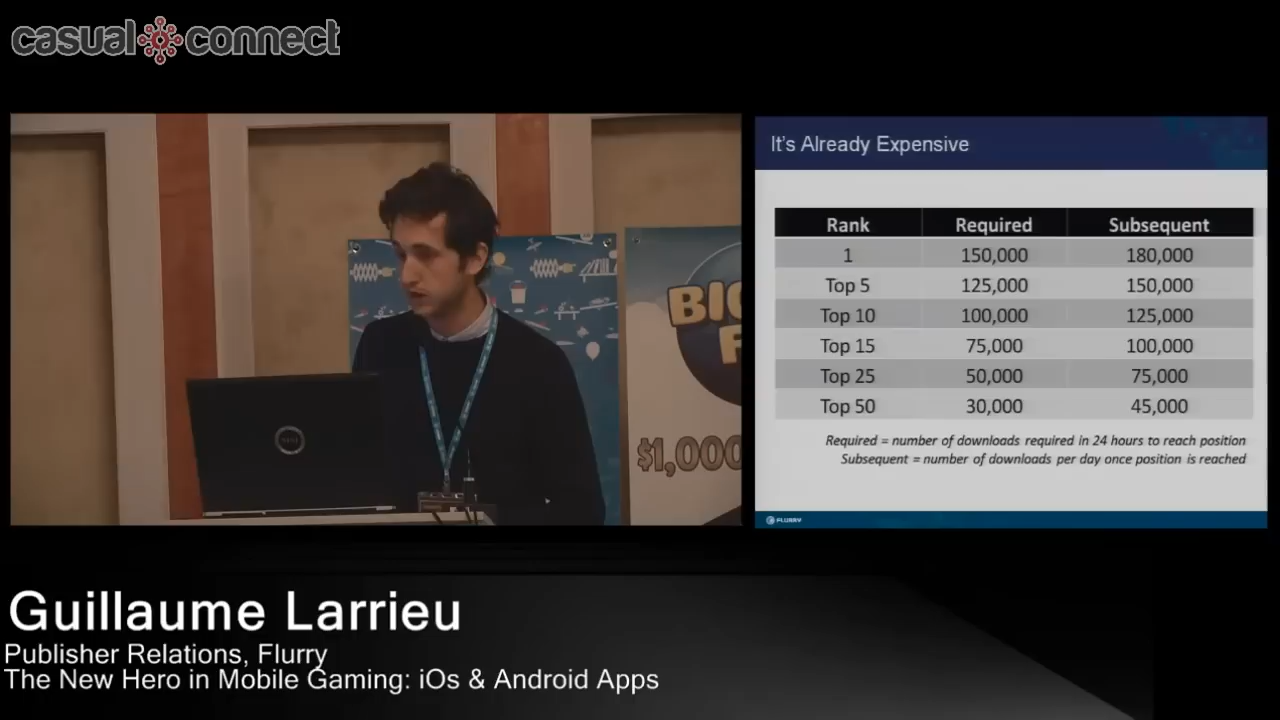 casual connect
It's Already Expensive
Rank Required Subsequent
1 150,000 180,000
Top 5 125,000 150,000
Top 10 100,000 125,000
Top 15 75,000 100,000
Top 25 50,000 75,000
Top 50 30,000 45,000
Required = number of downloads required in 24 hours to reach position
Subsequent = number of downloads per day once position is reached
FLURRY
BIG
F
$1,000
DELL
Guillaume Larrieu
Publisher Relations, Flurry
The New Hero in Mobile Gaming: iOs & Android Apps